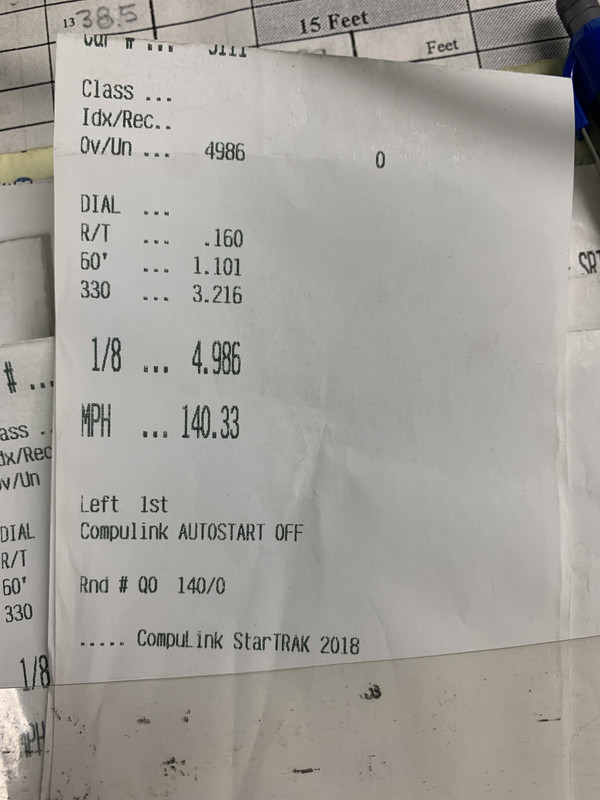 13 38.5
15 Feet
Feet
Car # ...
Class ...
Idx/Rec..
Ov/Un ... 4986 0
DIAL ...
R/T ... .160
60' ... 1.101
330 ... 3.216
1/8 ... 4.986
MPH ... 140.33
Left 1st
Compulink AUTOSTART OFF
Rnd # Q0 140/0
..... CompuLink StarTRAK 2018
# ...
ass .
dx/Rec
v/Un
DIAL
R/T
60'
330
1/8
MPH